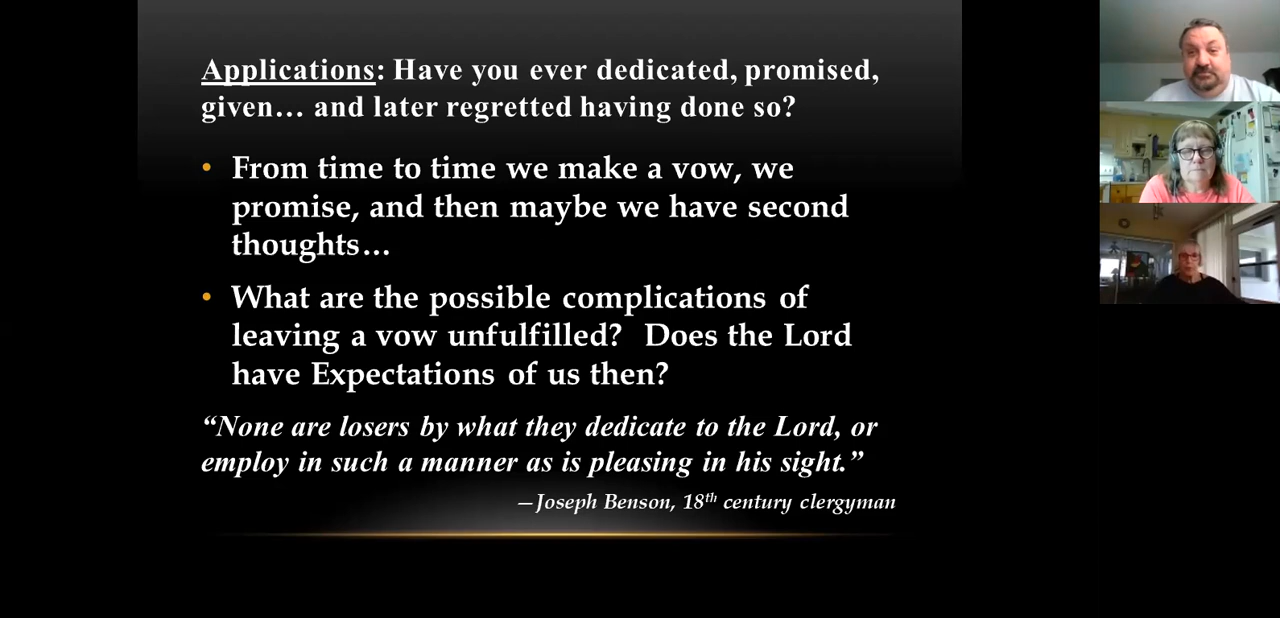 Applications: Have you ever dedicated, promised,
given… and later regretted having done so?
• From time to time we make a vow, we
promise, and then maybe we have second
thoughts…
• What are the possible complications of
leaving a vow unfulfilled?  Does the Lord
have Expectations of us then?
“None are losers by what they dedicate to the Lord, or
employ in such a manner as is pleasing in his sight.”
—Joseph Benson, 18th century clergyman